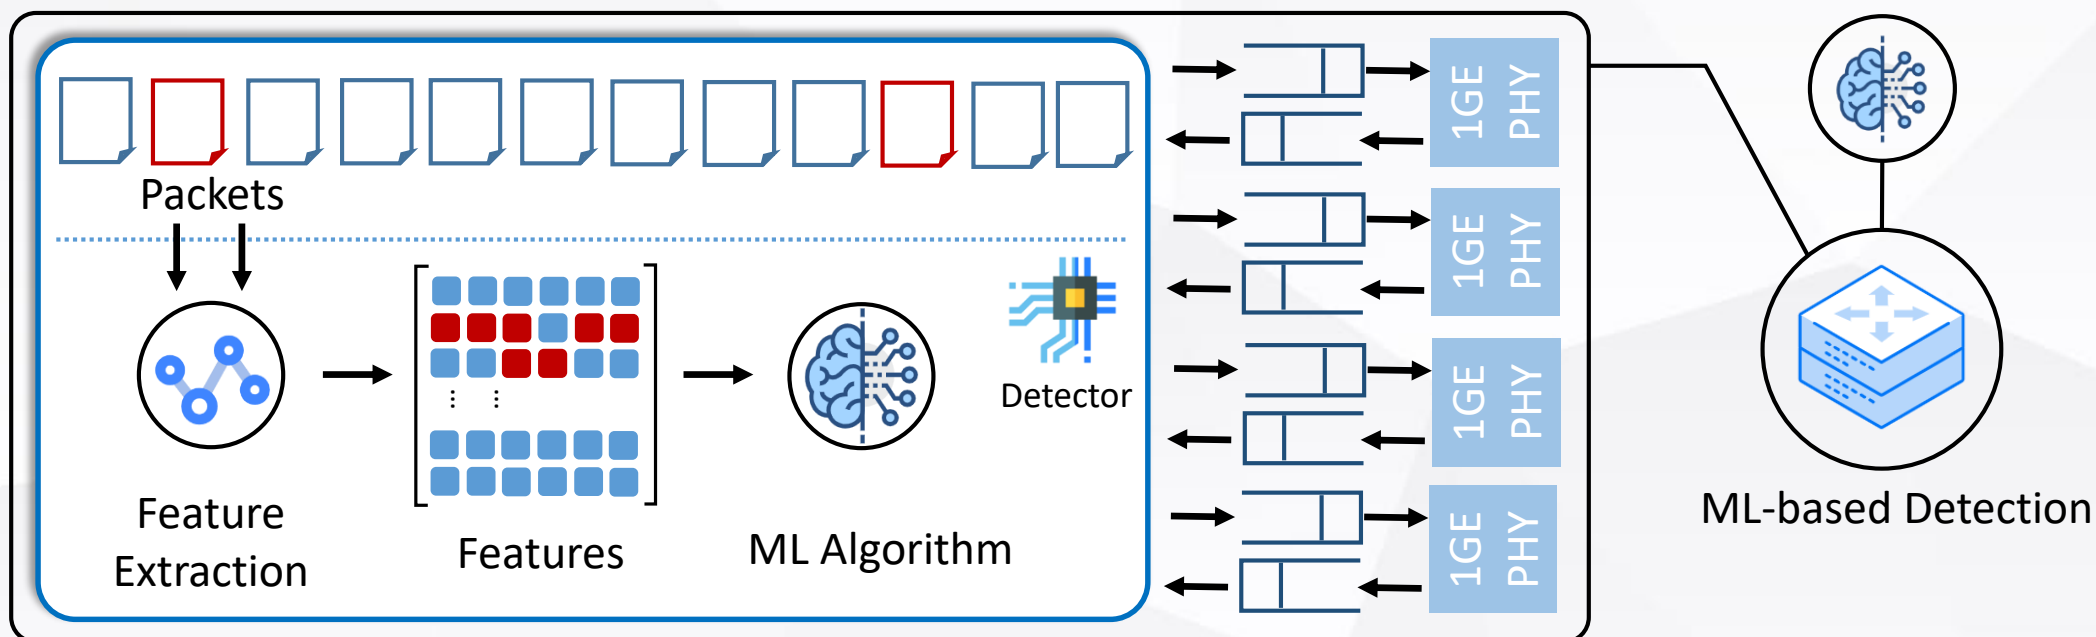 Packets
Feature
Extraction
Features
ML Algorithm
Detector
1GE
PHY
1GE
PHY
1GE
PHY
1GE
PHY
ML-based Detection